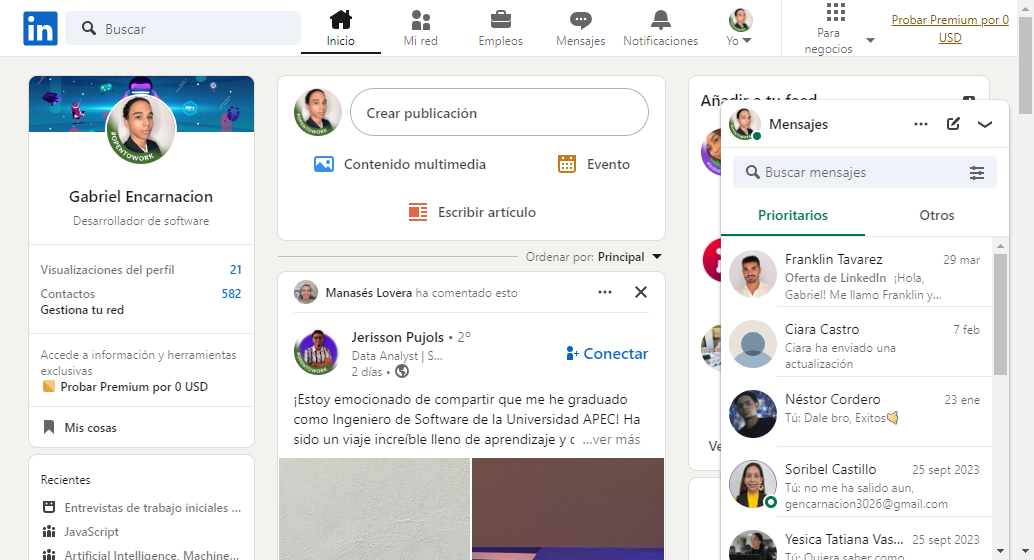 in
Buscar
Inicio
Mi red
Empleos
Mensajes
Notificaciones
Yo
Para
negocios
Probar Premium por 0
USD
#OPENTOWORK
Gabriel Encarnacion
Desarrollador de software
Visualizaciones del perfil 21
Contactos 582
Gestiona tu red
Accede a información y herramientas
exclusivas
Probar Premium por 0 USD
Mis cosas
Recientes
Entrevistas de trabajo iniciales ...
JavaScript
Artificial Intelligence, Machine...
Crear publicación
Contenido multimedia
Evento
Escribir artículo
Ordenar por: Principal
Manasés Lovera ha comentado esto
Jerisson Pujols • 2º
Data Analyst | S...
2 días •
Conectar
¡Estoy emocionado de compartir que me he graduado
como Ingeniero de Software de la Universidad APEC! Ha
sido un viaje increíble lleno de aprendizaje y c ...ver más
Añadir a tu feed
Ve
Mensajes
Buscar mensajes
Prioritarios
Otros
Franklin Tavarez 29 mar
Oferta de LinkedIn ¡Hola,
Gabriel! Me llamo Franklin y...
Ciara Castro 7 feb
Ciara ha enviado una
actualización
Néstor Cordero 23 ene
Tú: Dale bro, Exitos
Soribel Castillo 25 sept 2023
Tú: no me ha salido aun,
gencarnacion3026@gmail.com
Yesica Tatiana Vas... 25 sept 2023
Tú: Quiera saber como